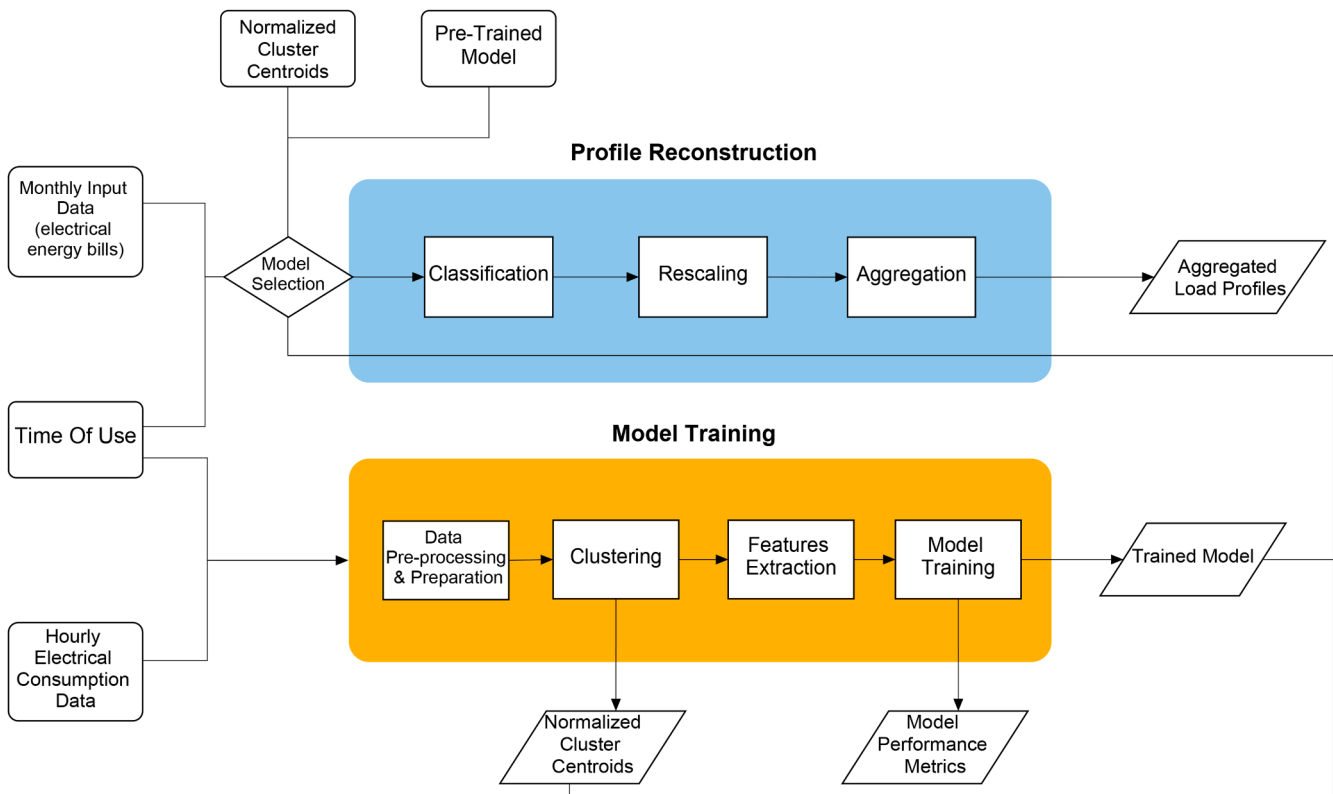 Normalized
Cluster
Centroids
Pre-Trained
Model
Profile Reconstruction
Monthly Input
Data
(electrical
energy bills)
Model
Selection
Classification
Rescaling
Aggregation
Aggregated
Load Profiles
Time Of Use
Model Training
Data
Pre-processing
& Preparation
Clustering
Features
Extraction
Model
Training
Trained Model
Hourly
Electrical
Consumption
Data
Normalized
Cluster
Centroids
Model
Performance
Metrics